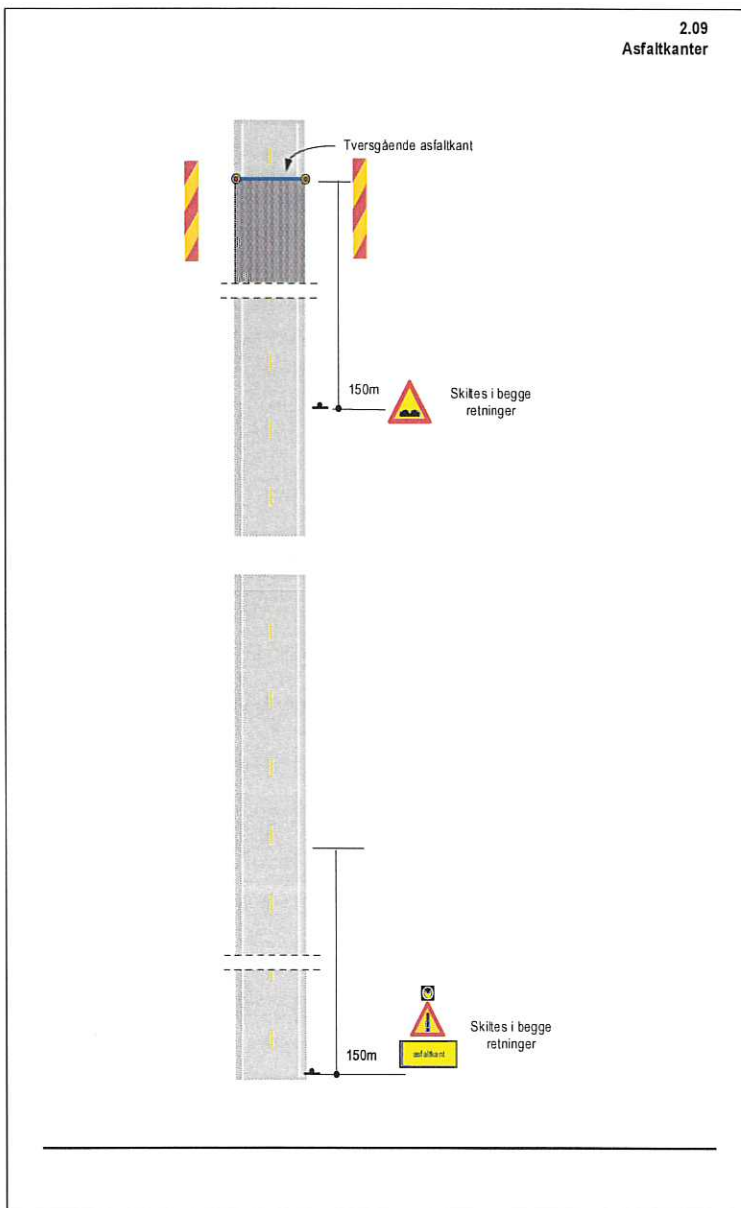 2.09
Asfaltkanter
Tversgående asfaltkant
150m
Skiltes i begge
retninger
150m
asfaltkant
Skiltes i begge
retninger